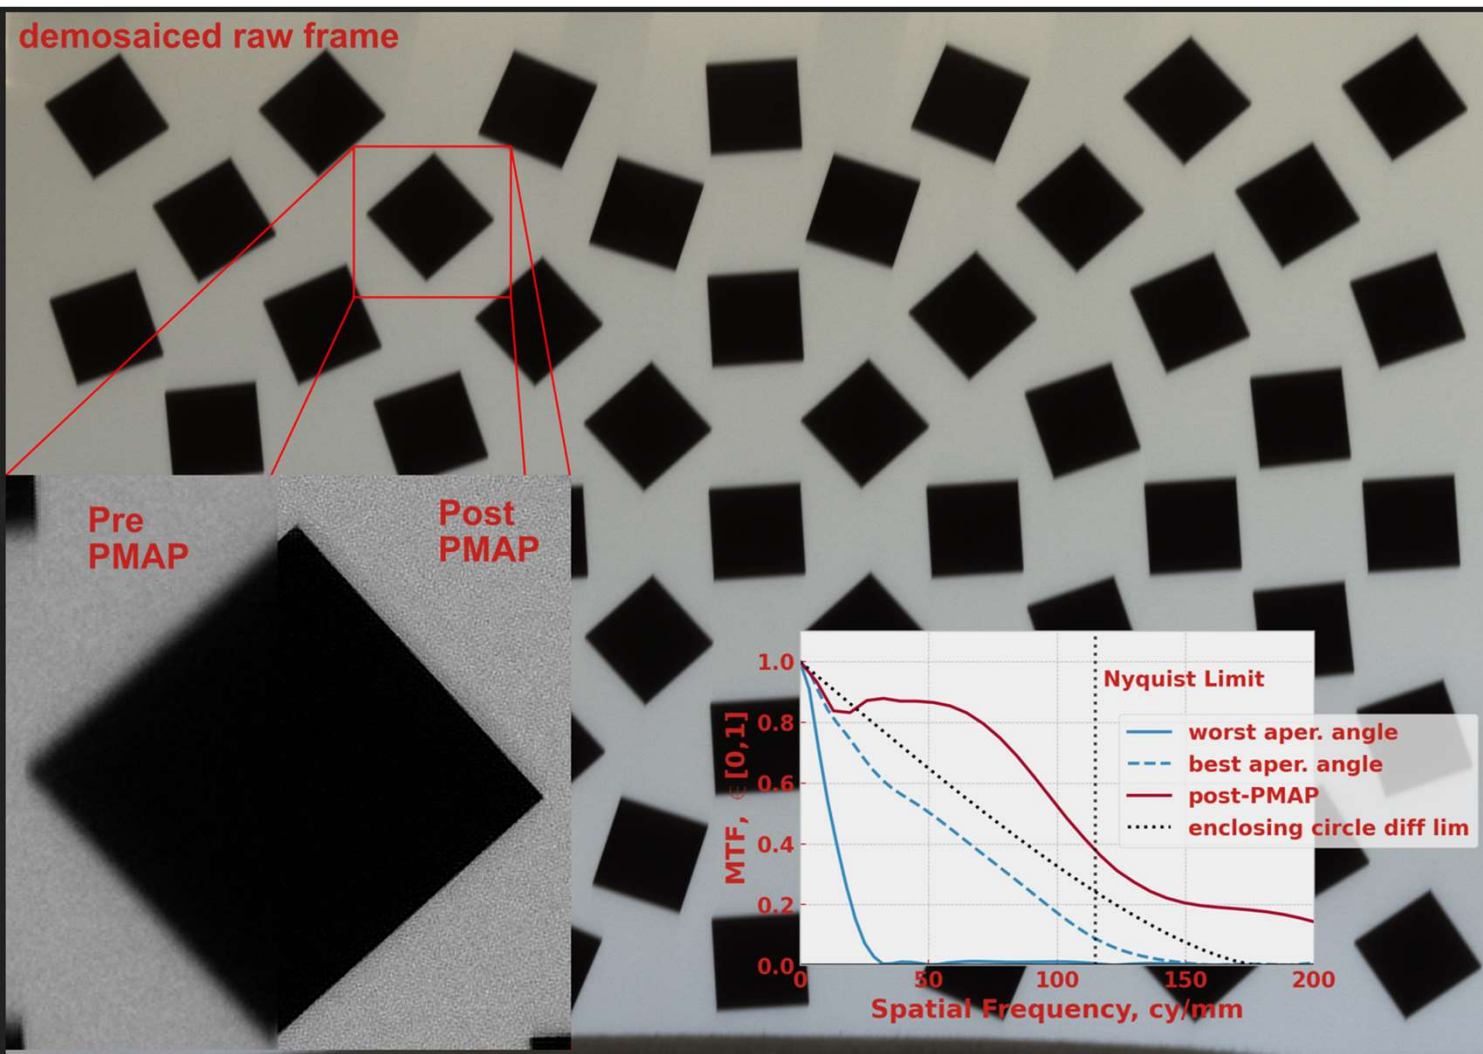 demosaiced raw frame
Pre
PMAP
Post
PMAP
MTF, ∈ [0,1]
1.0
0.8
0.6
0.4
0.2
0.0
Nyquist Limit
worst aper. angle
best aper. angle
post-PMAP
enclosing circle diff lim
0 50 100 150 200
Spatial Frequency, cy/mm